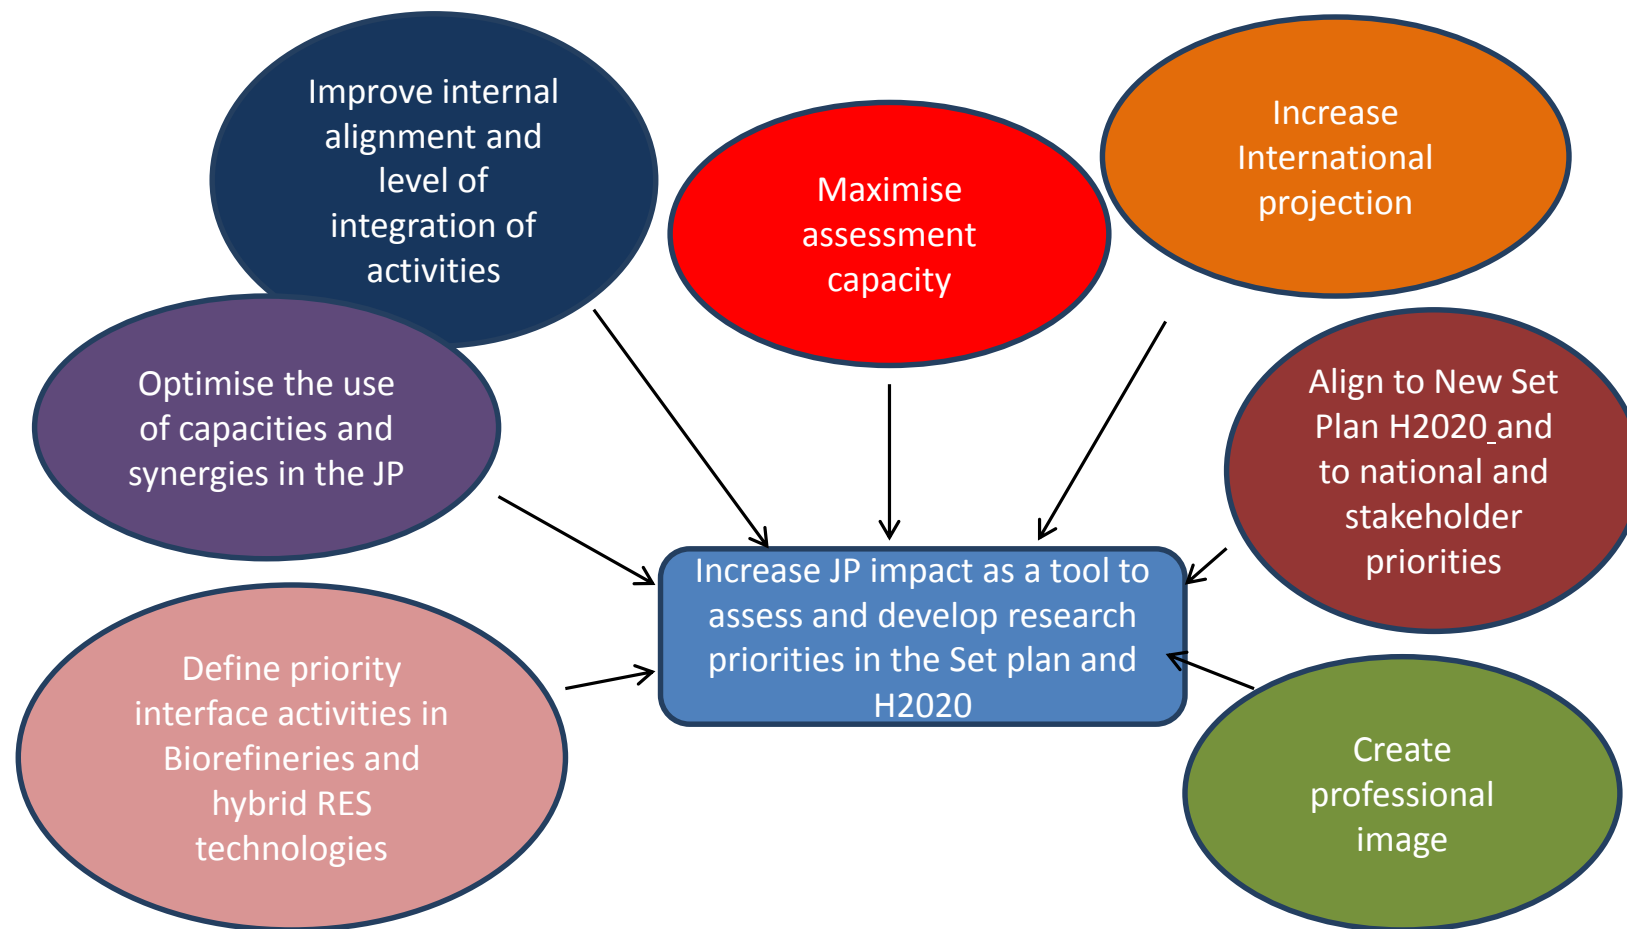 Improve internal
alignment and
level of
integration of
activities
Maximise
assessment
capacity
Increase
International
projection
Optimise the use
of capacities and
synergies in the JP
Align to New Set
Plan H2020 and
to national and
stakeholder
priorities
Increase JP impact as a tool to
assess and develop research
priorities in the Set plan and
H2020
Define priority
interface activities in
Biorefineries and
hybrid RES
technologies
Create
professional
image